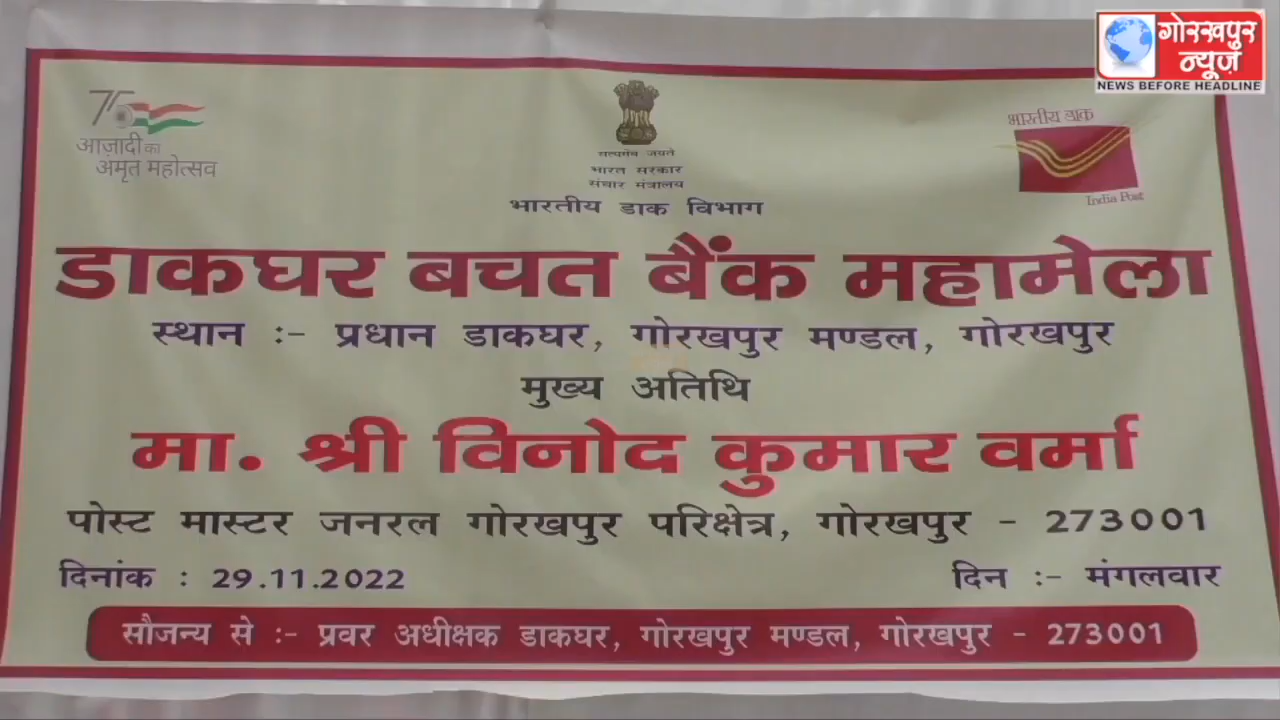 गोरखपुर
न्यूज़
NEWS BEFORE HEADLINE
75
आज़ादी का
अमृत महोत्सव
सत्यमेव जयते
भारत सरकार
संचार मंत्रालय
भारतीय डाक विभाग
भारतीय डाक
India Post
डाकघर बचत बैंक महामेला
स्थान :- प्रधान डाकघर, गोरखपुर मण्डल, गोरखपुर
मुख्य अतिथि
मा. श्री विनोद कुमार वर्मा
पोस्ट मास्टर जनरल गोरखपुर परिक्षेत्र, गोरखपुर - 273001
दिनांक : 29.11.2022 दिन :- मंगलवार
सौजन्य से :- प्रवर अधीक्षक डाकघर, गोरखपुर मण्डल, गोरखपुर - 273001